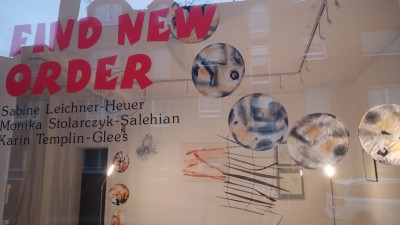 FIND NEW
ORDER
Sabine Leichner-Heuer
Monika Stolarczyk-Salehian
Karin Templin-Glees